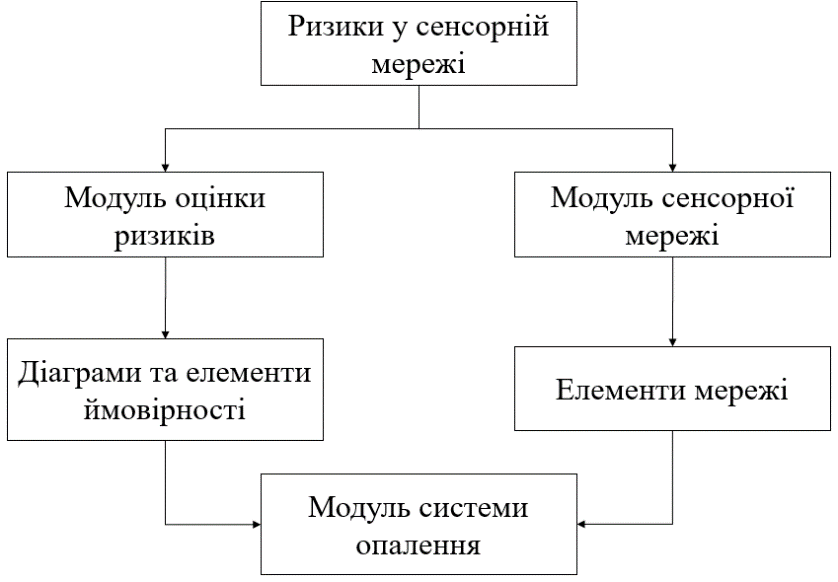 Ризики у сенсорній
мережі
Модуль оцінки
ризиків
Модуль сенсорної
мережі
Діаграми та елементи
ймовірності
Елементи мережі
Модуль системи
опалення